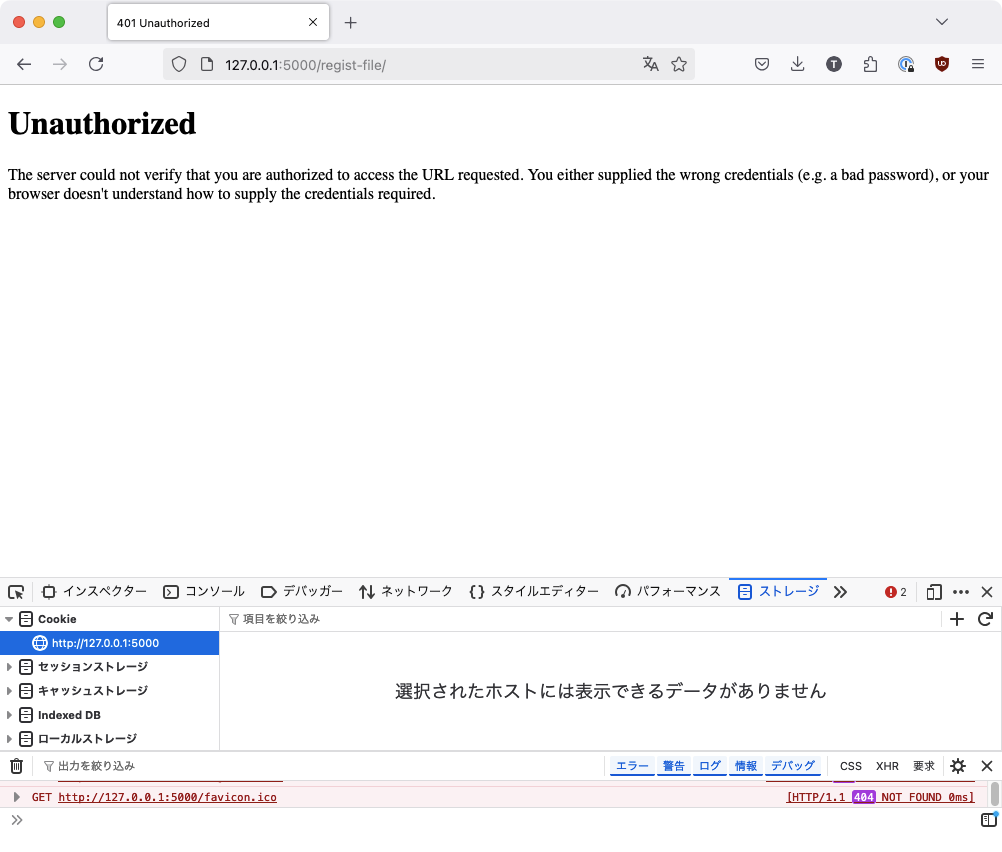 401 Unauthorized
127.0.0.1:5000/regist-file/
T
Unauthorized
The server could not verify that you are authorized to access the URL requested. You either supplied the wrong credentials (e.g. a bad password), or your
browser doesn't understand how to supply the credentials required.
インスペクター コンソール デバッガー ネットワーク スタイルエディター パフォーマンス ストレージ 2
Cookie 項目を絞り込み
http://127.0.0.1:5000
セッションストレージ
キャッシュストレージ
選択されたホストには表示できるデータがありません
Indexed DB
ローカルストレージ
出力を絞り込み エラー 警告 ログ 情報 デバッグ CSS XHR 要求
GET http://127.0.0.1:5000/favicon.ico [HTTP/1.1 404 NOT FOUND 0ms]